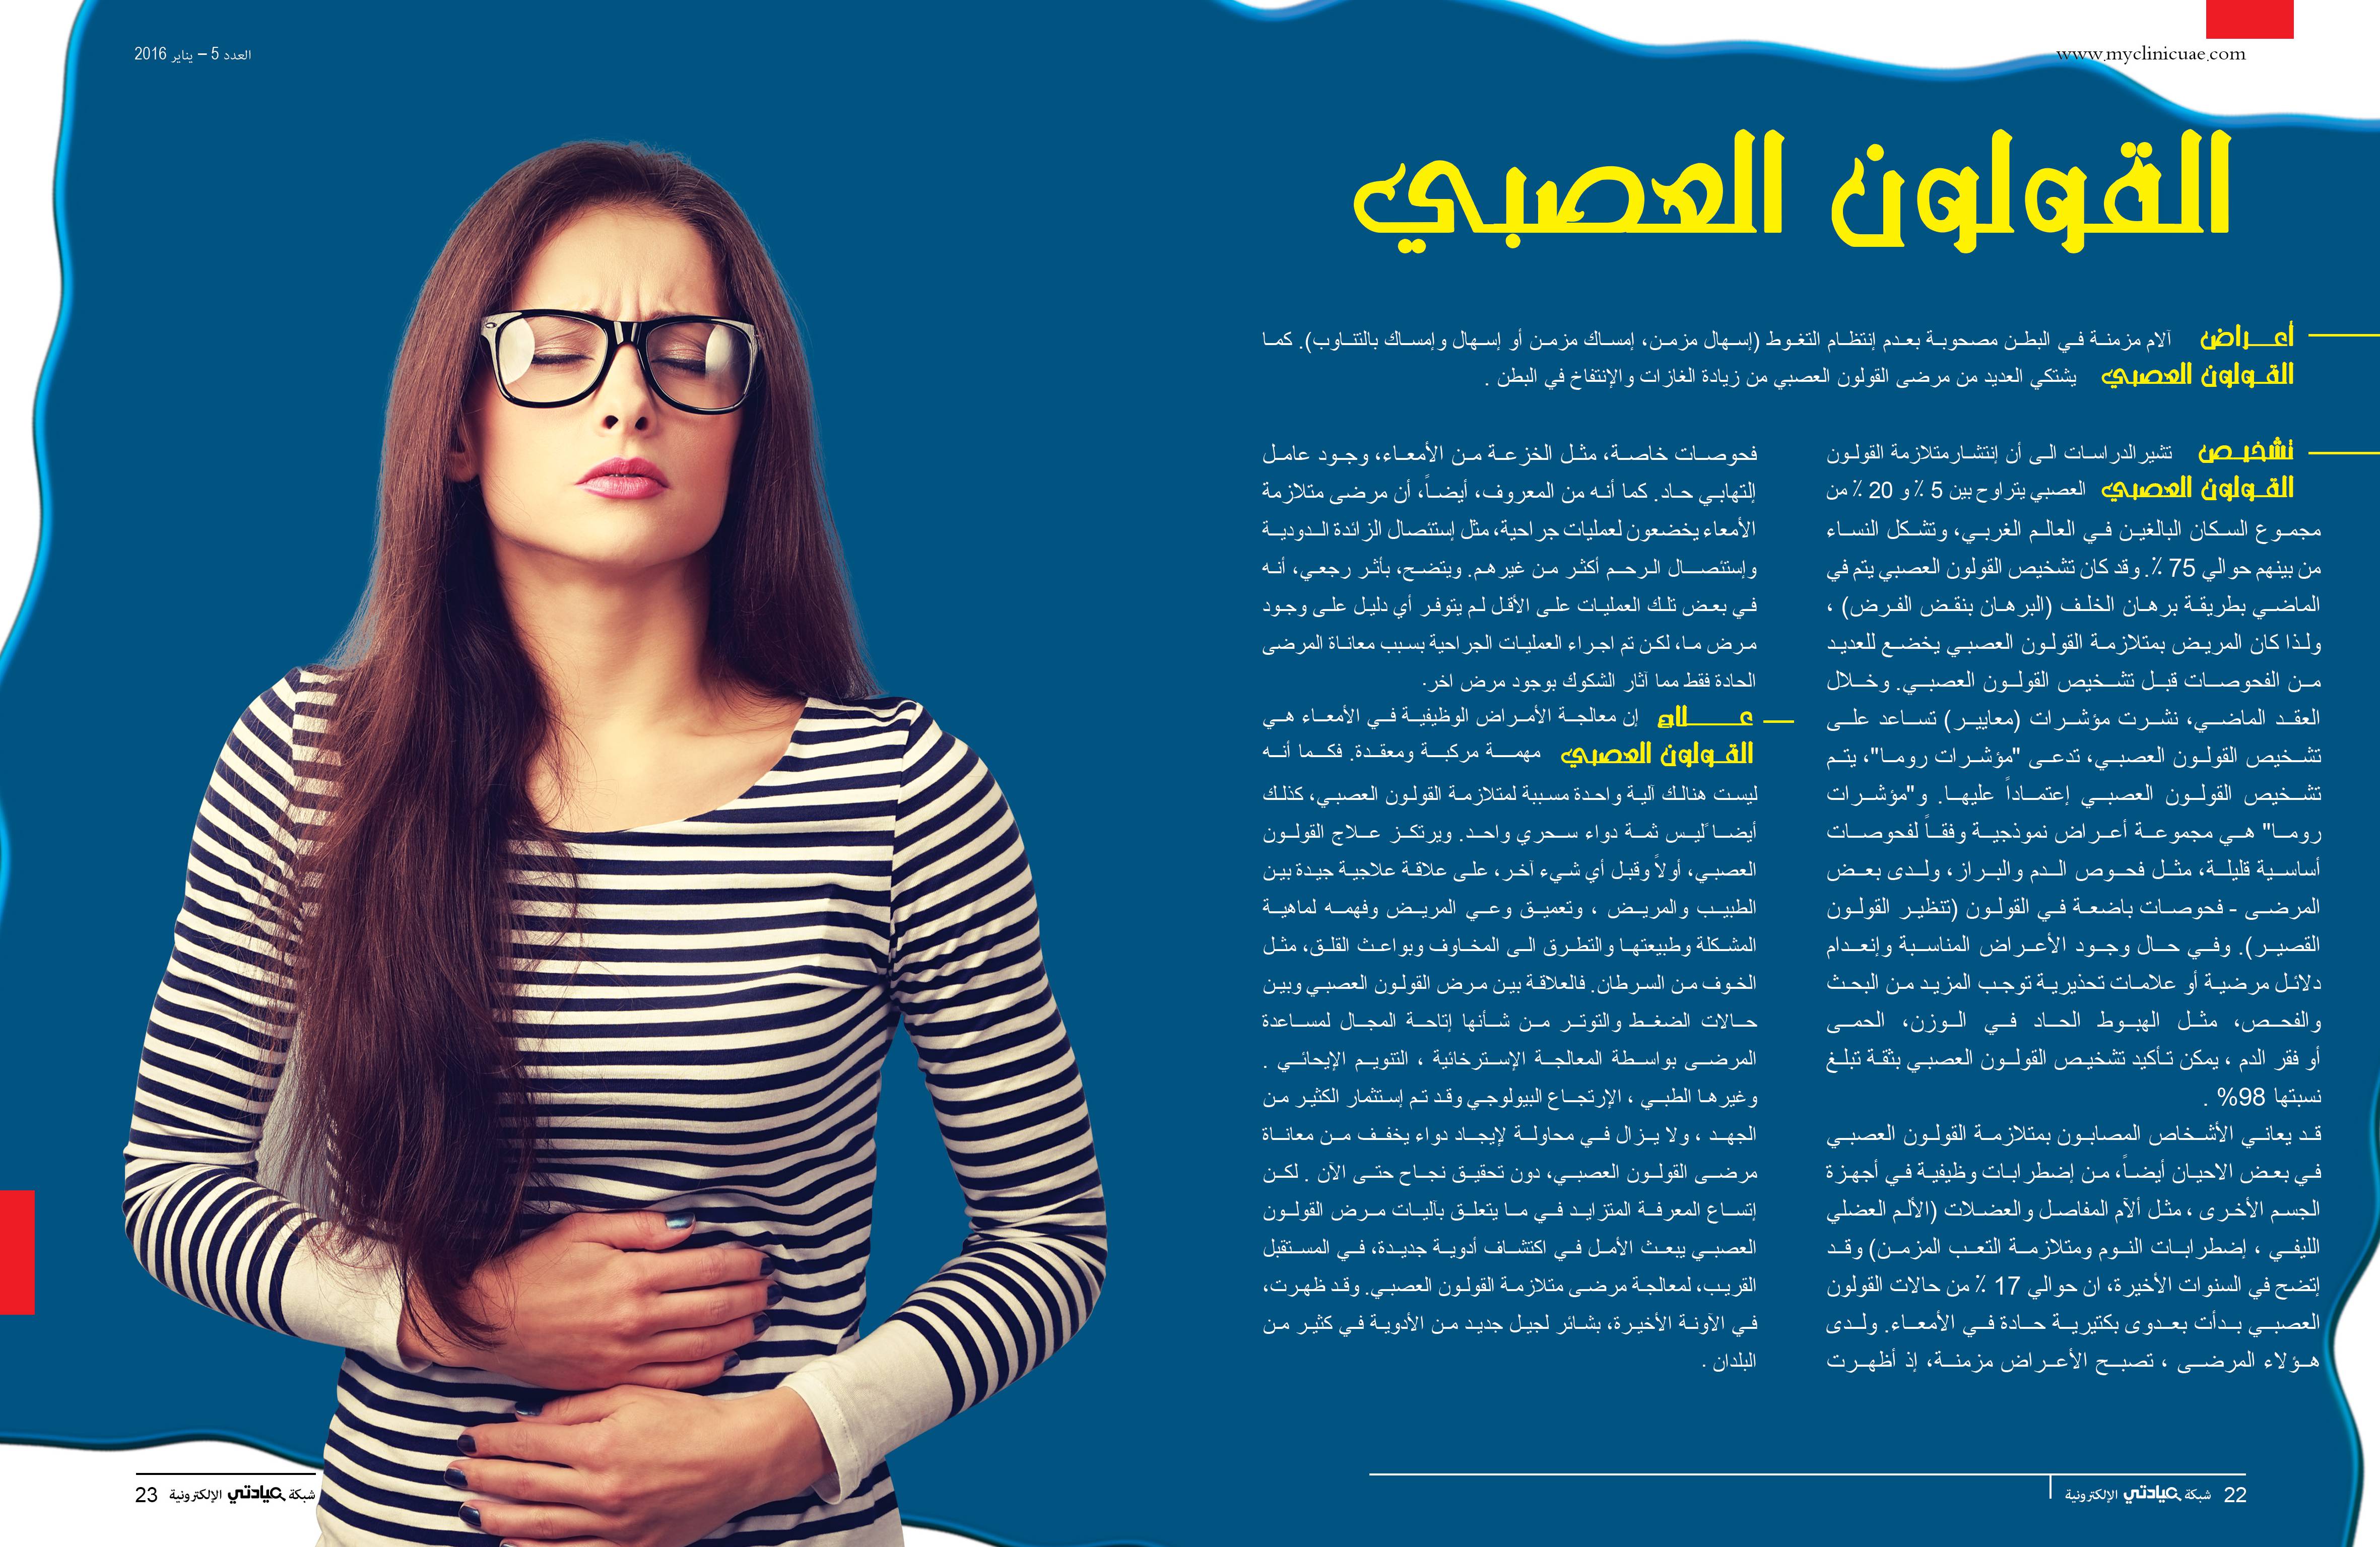 www.myclinicuae.com
العدد 5 – يناير 2016
القولون العصبي
أعراض
القولون العصبي
آلام مزمنة في البطن مصحوبة بعدم إنتظام التغوط (إسهال مزمن، إمساك مزمن أو إسهال وإمساك بالتناوب). كما
يشتكي العديد من مرضى القولون العصبي من زيادة الغازات والإنتفاخ في البطن .
تشخيص
القولون العصبي
تشيرالدراسات الى أن إنتشارمتلازمة القولون
العصبي يتراوح بين 5 ٪ و 20 ٪ من
مجموع السكان البالغين في العالم الغربي، وتشكل النساء
من بينهم حوالي 75 ٪. وقد كان تشخيص القولون العصبي يتم في
الماضي بطريقة برهان الخلف (البرهان بنقض الفرض) ،
ولذا كان المريض بمتلازمة القولون العصبي يخضع للعديد
من الفحوصات قبل تشخيص القولون العصبي. وخلال
العقد الماضي، نشرت مؤشرات (معايير) تساعد على
تشخيص القولون العصبي، تدعى "مؤشرات روما"، يتم
تشخيص القولون العصبي إعتماداً عليها. و"مؤشرات
روما" هي مجموعة أعراض نموذجية وفقاً لفحوصات
أساسية قليلة، مثل فحوص الدم والبراز، ولدى بعض
المرضى - فحوصات باضعة في القولون (تنظير القولون
القصير). وفي حال وجود الأعراض المناسبة وإنعدام
دلائل مرضية أو علامات تحذيرية توجب المزيد من البحث
والفحص، مثل الهبوط الحاد في الوزن، الحمى
أو فقر الدم ، يمكن تأكيد تشخيص القولون العصبي بثقة تبلغ
نسبتها 98% .
قد يعاني الأشخاص المصابون بمتلازمة القولون العصبي
في بعض الاحيان أيضاً، من إضطرابات وظيفية في أجهزة
الجسم الأخرى ، مثل ألآم المفاصل والعضلات (الألم العضلي
الليفي ، إضطرابات النوم ومتلازمة التعب المزمن) وقد
إتضح في السنوات الأخيرة، ان حوالي 17 ٪ من حالات القولون
العصبي بدأت بعدوى بكتيرية حادة في الأمعاء. ولدى
هؤلاء المرضى ، تصبح الأعراض مزمنة، إذ أظهرت
فحوصات خاصة، مثل الخزعة من الأمعاء، وجود عامل
إلتهابي حاد. كما أنه من المعروف، أيضاً، أن مرضى متلازمة
الأمعاء يخضعون لعمليات جراحية، مثل إستئصال الزائدة الدودية
وإستئصال الرحم أكثر من غيرهم. ويتضح، بأثر رجعي، أنه
في بعض تلك العمليات على الأقل لم يتوفر أي دليل على وجود
مرض ما، لكن تم اجراء العمليات الجراحية بسبب معاناة المرضى
الحادة فقط مما آثار الشكوك بوجود مرض اخر.
علاج
القولون العصبي
إن معالجة الأمراض الوظيفية في الأمعاء هي
مهمة مركبة ومعقدة. فكما أنه
ليست هنالك آلية واحدة مسببة لمتلازمة القولون العصبي، كذلك
أيضاً ليس ثمة دواء سحري واحد. ويرتكز علاج القولون
العصبي، أولاً وقبل أي شيء آخر، على علاقة علاجية جيدة بين
الطبيب والمريض ، وتعميق وعي المريض وفهمه لماهية
المشكلة وطبيعتها والتطرق الى المخاوف وبواعث القلق، مثل
الخوف من السرطان. فالعلاقة بين مرض القولون العصبي وبين
حالات الضغط والتوتر من شأنها إتاحة المجال لمساعدة
المرضى بواسطة المعالجة الإسترخائية ، التنويم الإيحائي .
وغيرها الطبي ، الإرتجاع البيولوجي وقد تم إستثمار الكثير من
الجهد ، ولا يزال في محاولة لإيجاد دواء يخفف من معاناة
مرضى القولون العصبي، دون تحقيق نجاح حتى الآن . لكن
إتساع المعرفة المتزايد في ما يتعلق بآليات مرض القولون
العصبي يبعث الأمل في اكتشاف أدوية جديدة، في المستقبل
القريب، لمعالجة مرضى متلازمة القولون العصبي. وقد ظهرت،
في الآونة الأخيرة، بشائر لجيل جديد من الأدوية في كثير من
البلدان .
22 شبكة عيادتي الإلكترونية
شبكة عيادتي الإلكترونية 23